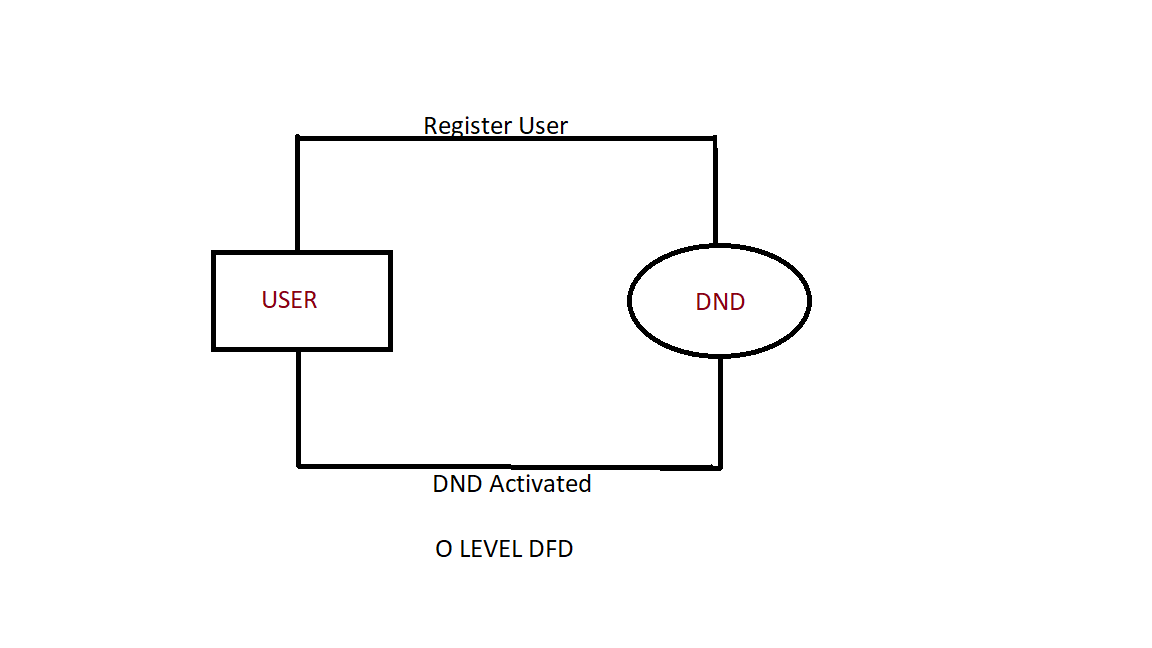 Register User
USER
DND
DND Activated
O LEVEL DFD